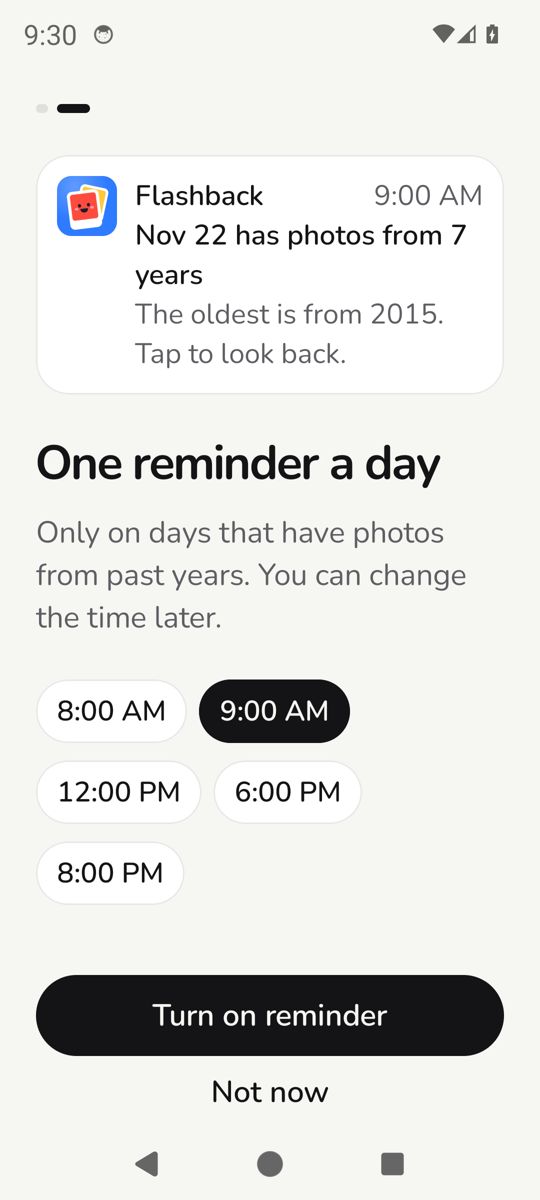 9:30
Flashback 9:00 AM
Nov 22 has photos from 7
years
The oldest is from 2015.
Tap to look back.
One reminder a day
Only on days that have photos
from past years. You can change
the time later.
8:00 AM 9:00 AM
12:00 PM 6:00 PM
8:00 PM
Turn on reminder
Not now